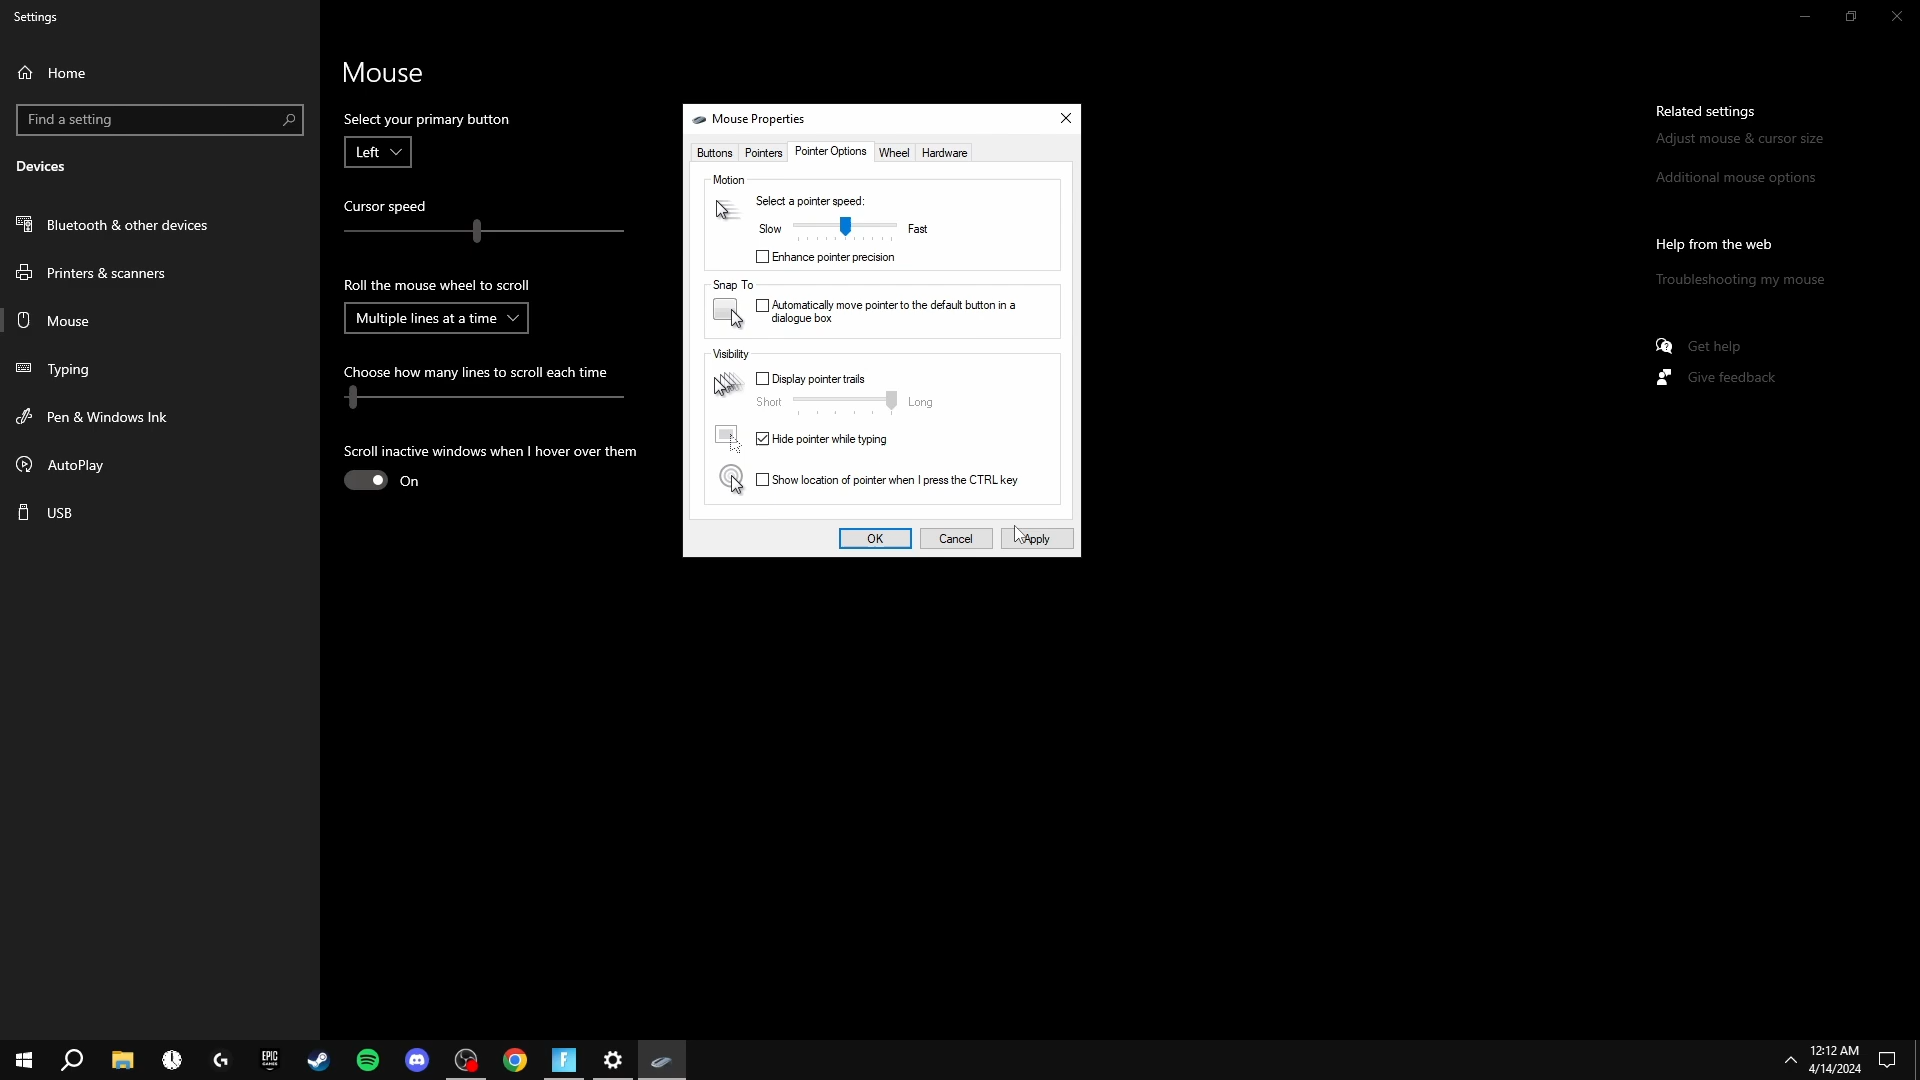 Settings
Home
Find a setting
Devices
Bluetooth & other devices
Printers & scanners
Mouse
Typing
Pen & Windows Ink
AutoPlay
USB
Mouse
Select your primary button
Left
Cursor speed
Roll the mouse wheel to scroll
Multiple lines at a time
Choose how many lines to scroll each time
Scroll inactive windows when I hover over them
On
Mouse Properties
Buttons
Pointers
Pointer Options
Wheel
Hardware
Motion
Select a pointer speed:
Slow
Fast
Enhance pointer precision
Snap To
Automatically move pointer to the default button in a
dialogue box
Visibility
Display pointer trails
Short
Long
Hide pointer while typing
Show location of pointer when I press the CTRL key
OK
Cancel
Apply
Related settings
Adjust mouse & cursor size
Additional mouse options
Help from the web
Troubleshooting my mouse
Get help
Give feedback
EPIC
GAMES
F
12:12 AM
4/14/2024